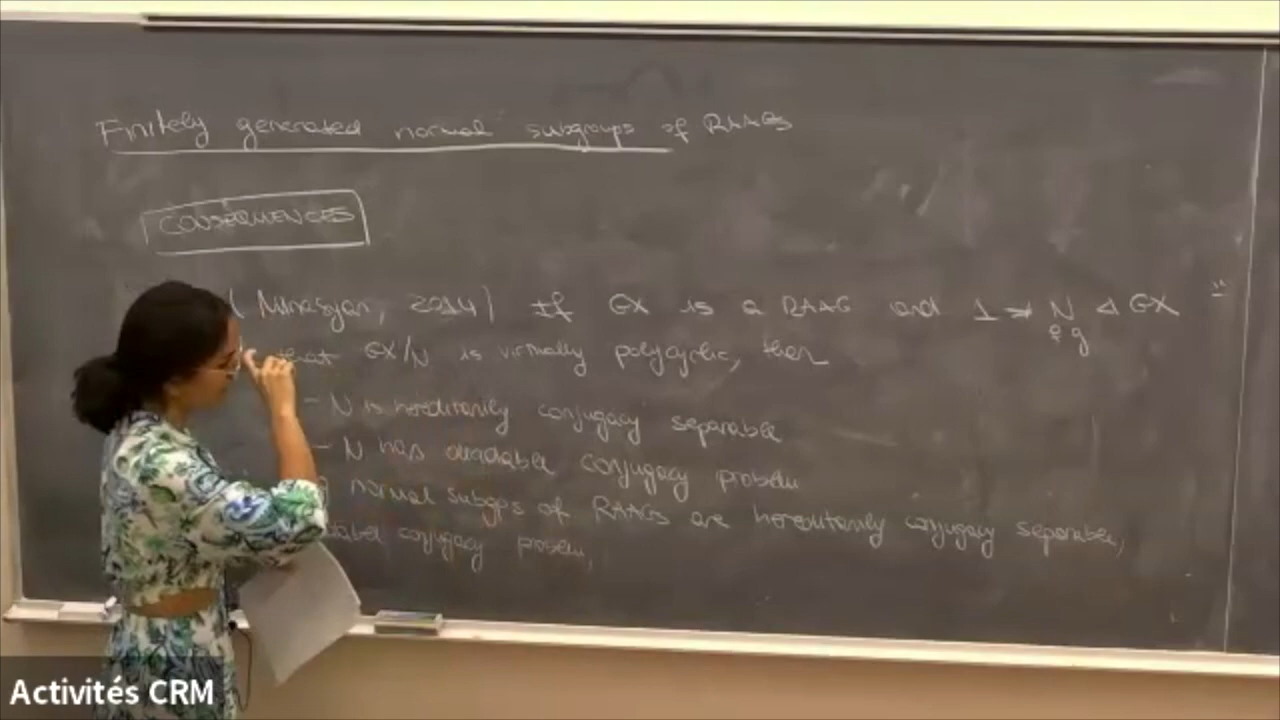 Finitely generated normal subgroups of RAAGs
CONSEQUENCES
(Minasyan, 2014) If GX is a RAAG and 1 ≠ N ◁ GX
f.g
that GX/N is virtually polycyclic, then
- N is hereditarily conjugacy separable
- N has decidable conjugacy problem
normal subgps of RAAGs are hereditarily conjugacy separable,
conjugacy problem,
Activités CRM